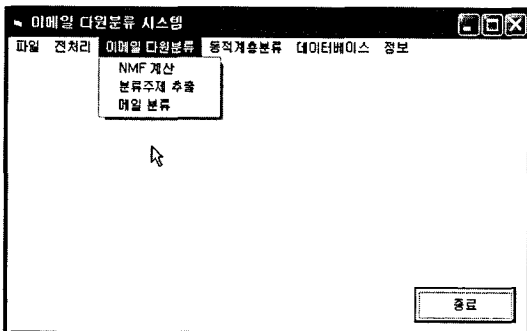 이메일 다원분류 시스템
파일 전처리 이메일 다원분류 동적계층분류 데이터베이스 정보
NMF 계산
분류주제 추출
메일 분류
종료